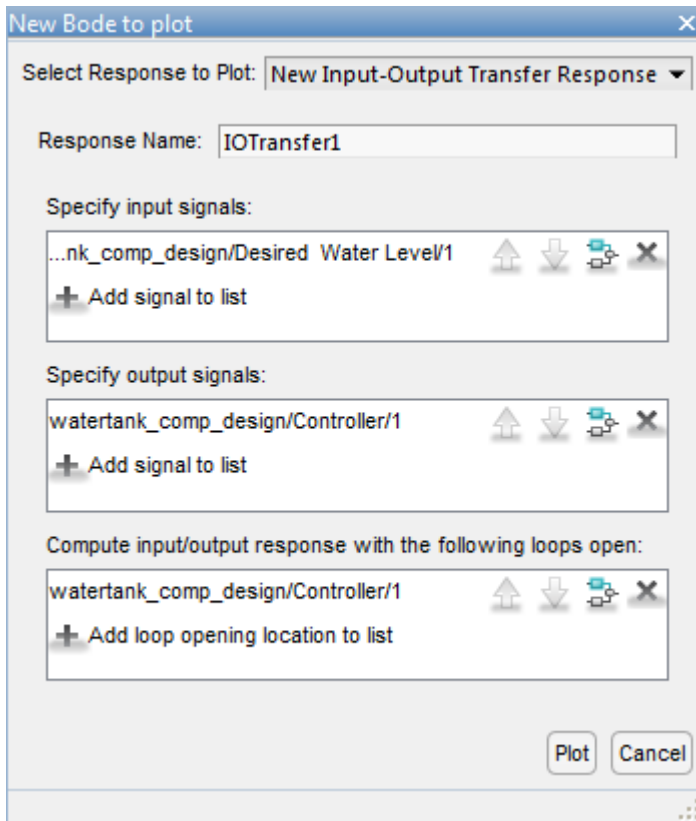 New Bode to plot
Select Response to Plot: New Input-Output Transfer Response
Response Name: IOTransfer1
Specify input signals:
...nk_comp_design/Desired  Water Level/1
Add signal to list
Specify output signals:
watertank_comp_design/Controller/1
Add signal to list
Compute input/output response with the following loops open:
watertank_comp_design/Controller/1
Add loop opening location to list
Plot Cancel